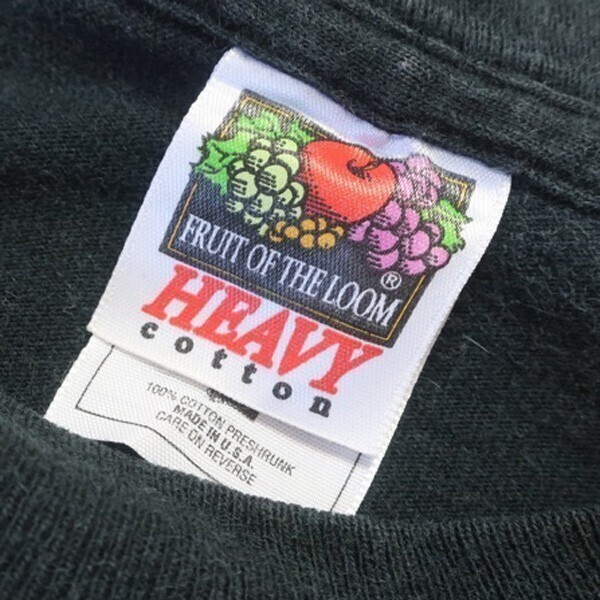 FRUIT OF THE LOOM
®
HEAVY
cotton
100% COTTON PRESHRUNK
MADE IN U.S.A.
CARE ON REVERSE